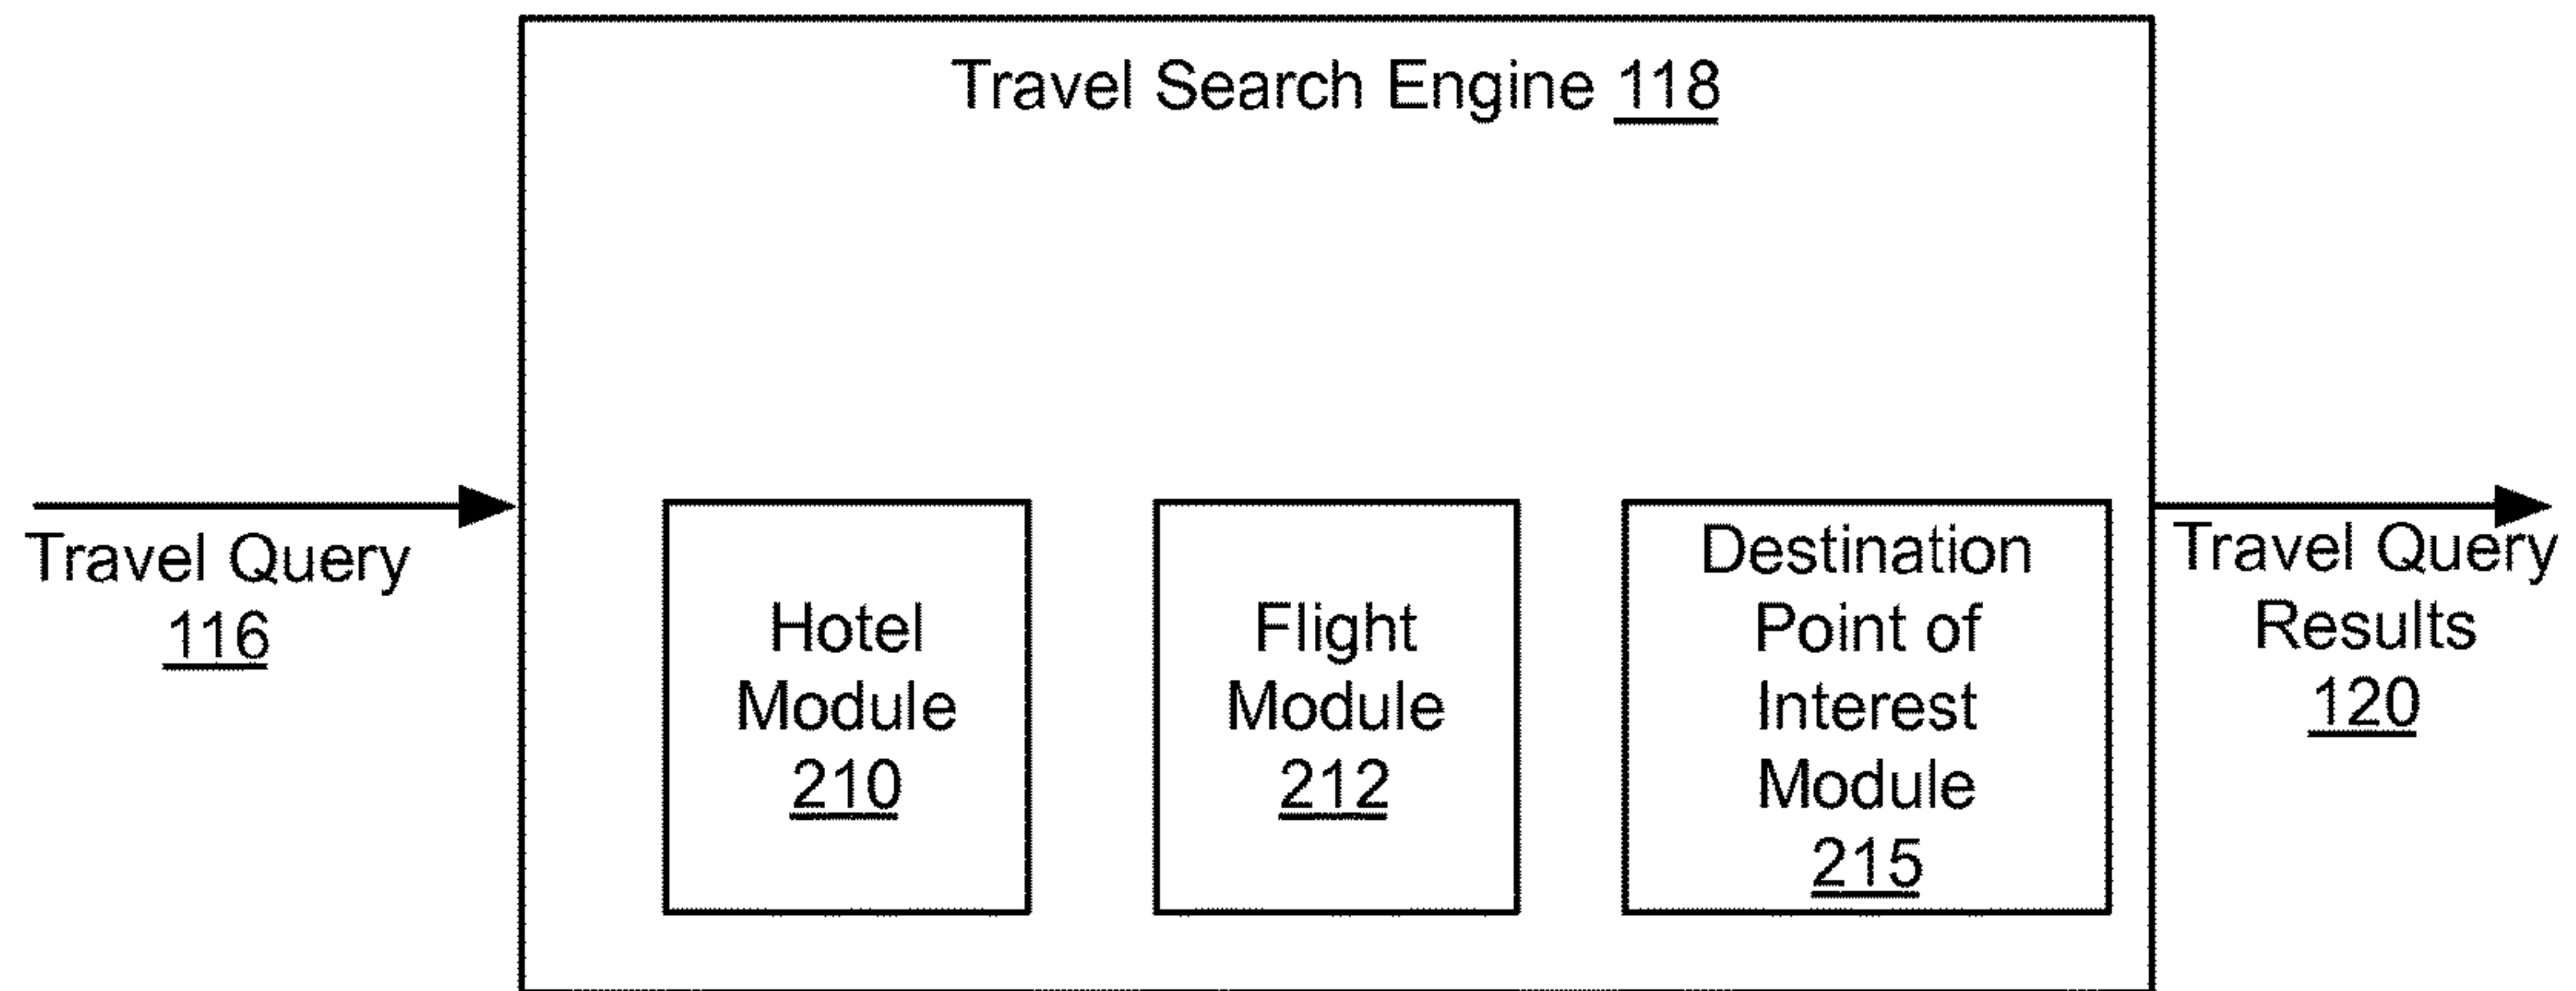 Travel Search Engine 118
Travel Query
116
Hotel
Module
210
Flight
Module
212
Destination
Point of
Interest
Module
215
Travel Query
Results
120